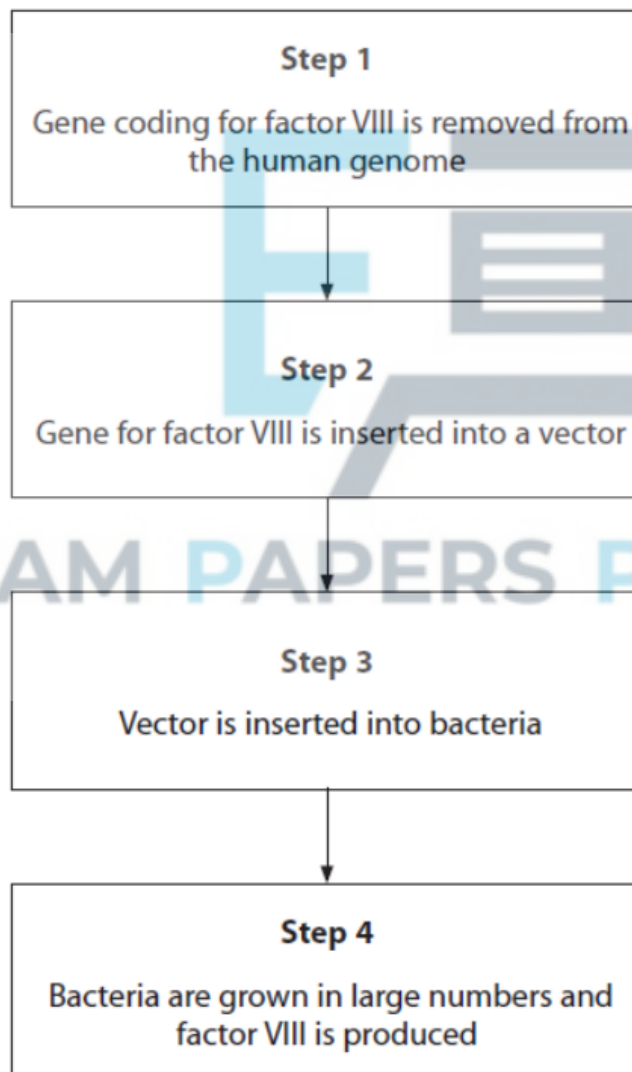 Step 1
Gene coding for factor VIII is removed from
the human genome
Step 2
Gene for factor VIII is inserted into a vector
AM PAPERS P
Step 3
Vector is inserted into bacteria
Step 4
Bacteria are grown in large numbers and
factor VIII is produced